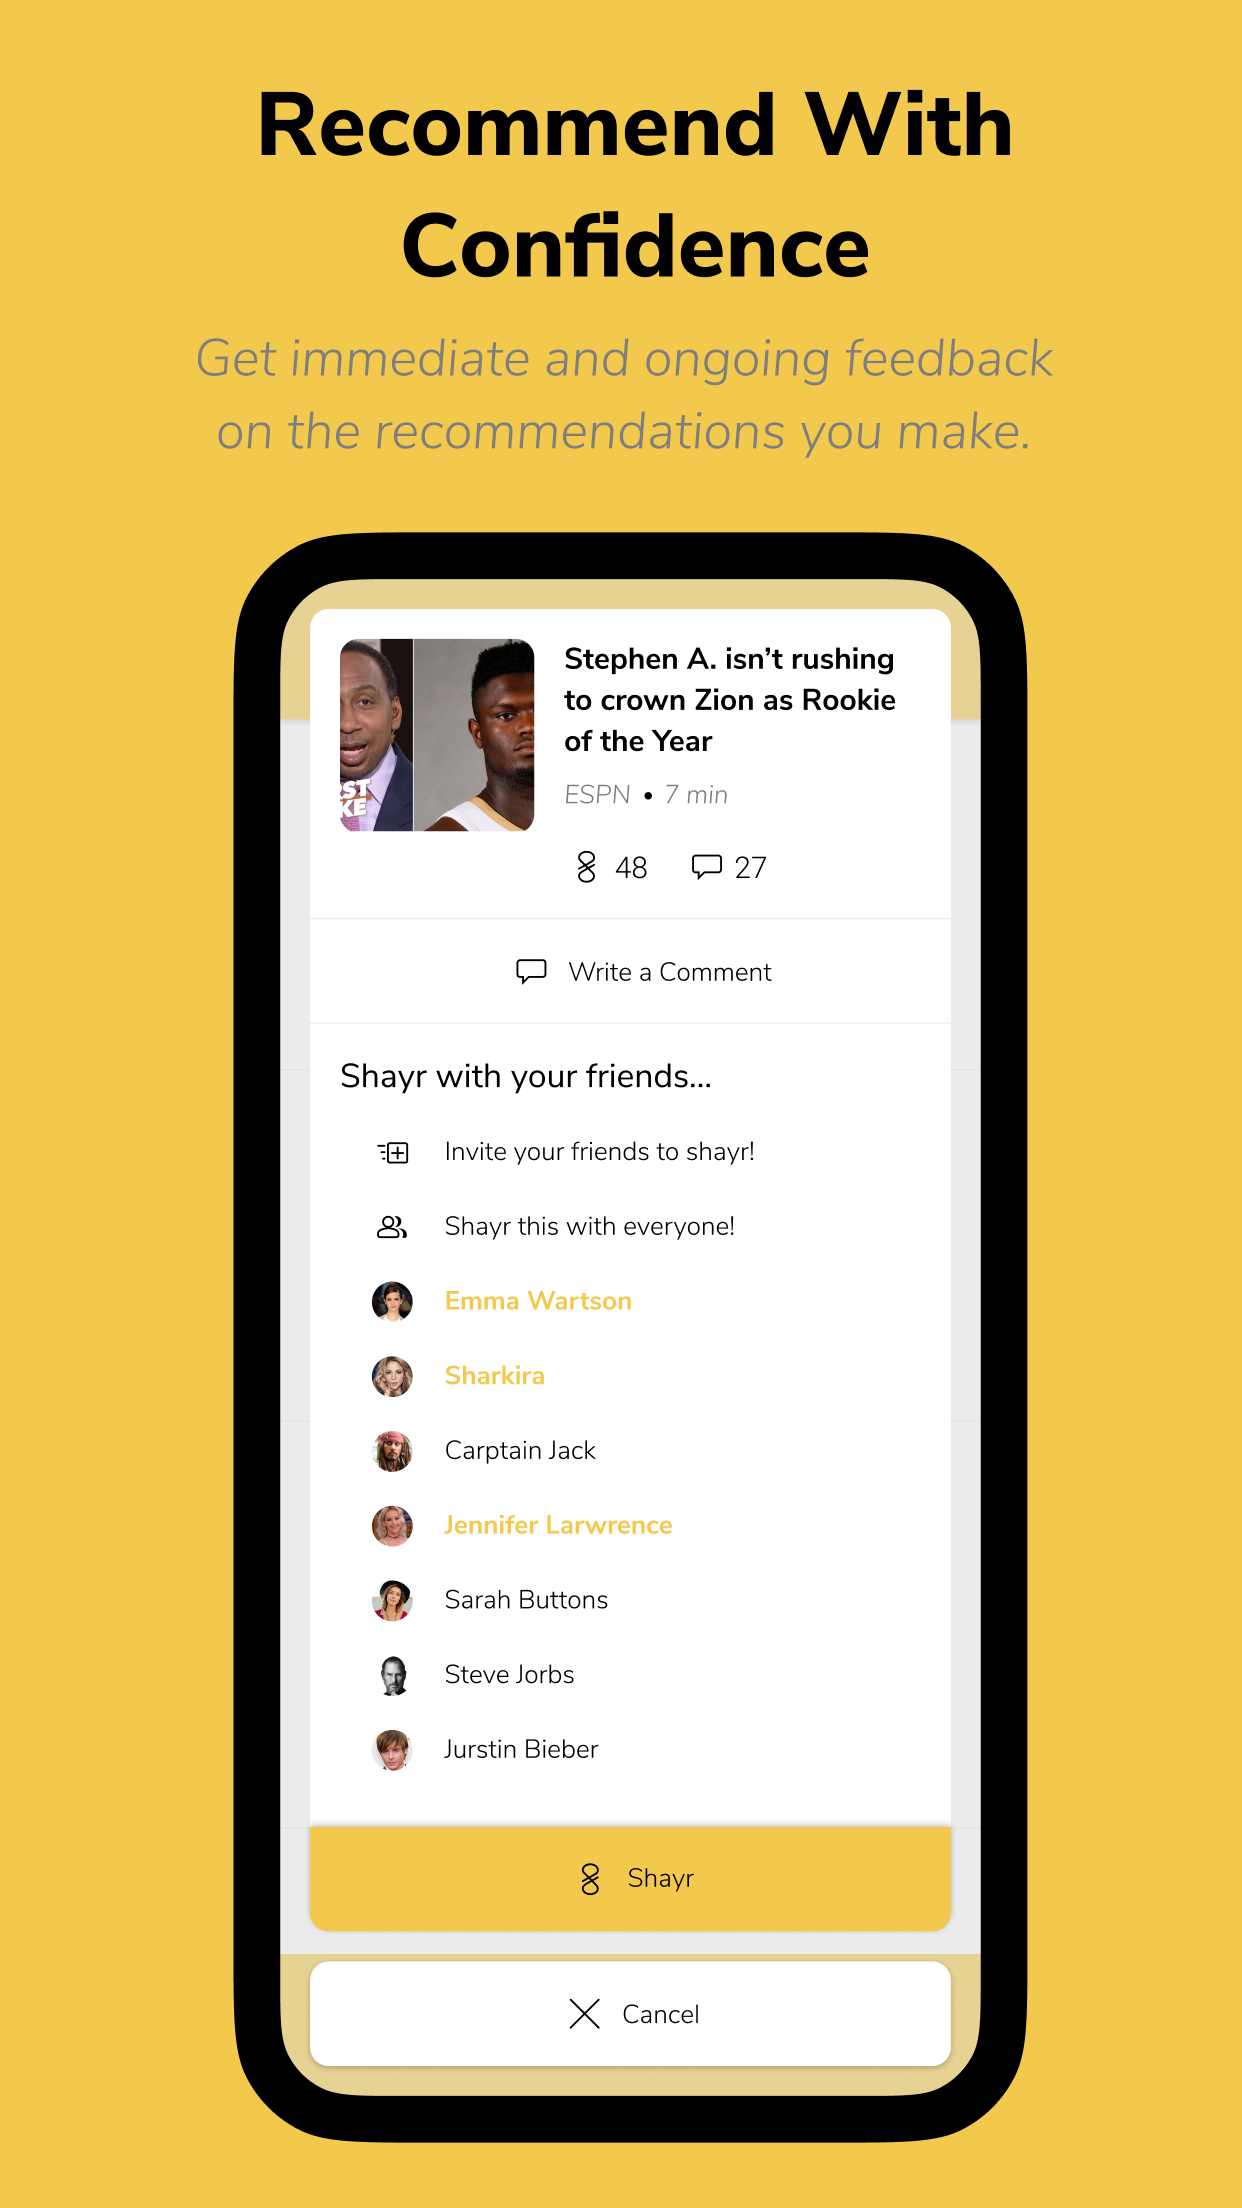 Recommend With
Confidence
Get immediate and ongoing feedback
on the recommendations you make.
Stephen A. isn’t rushing
to crown Zion as Rookie
of the Year
ESPN • 7 min
48 27
ST
KE
Write a Comment
Shayr with your friends...
Invite your friends to shayr!
Shayr this with everyone!
Emma Wartson
Sharkira
Carptain Jack
Jennifer Larwrence
Sarah Buttons
Steve Jorbs
Jurstin Bieber
Shayr
Cancel